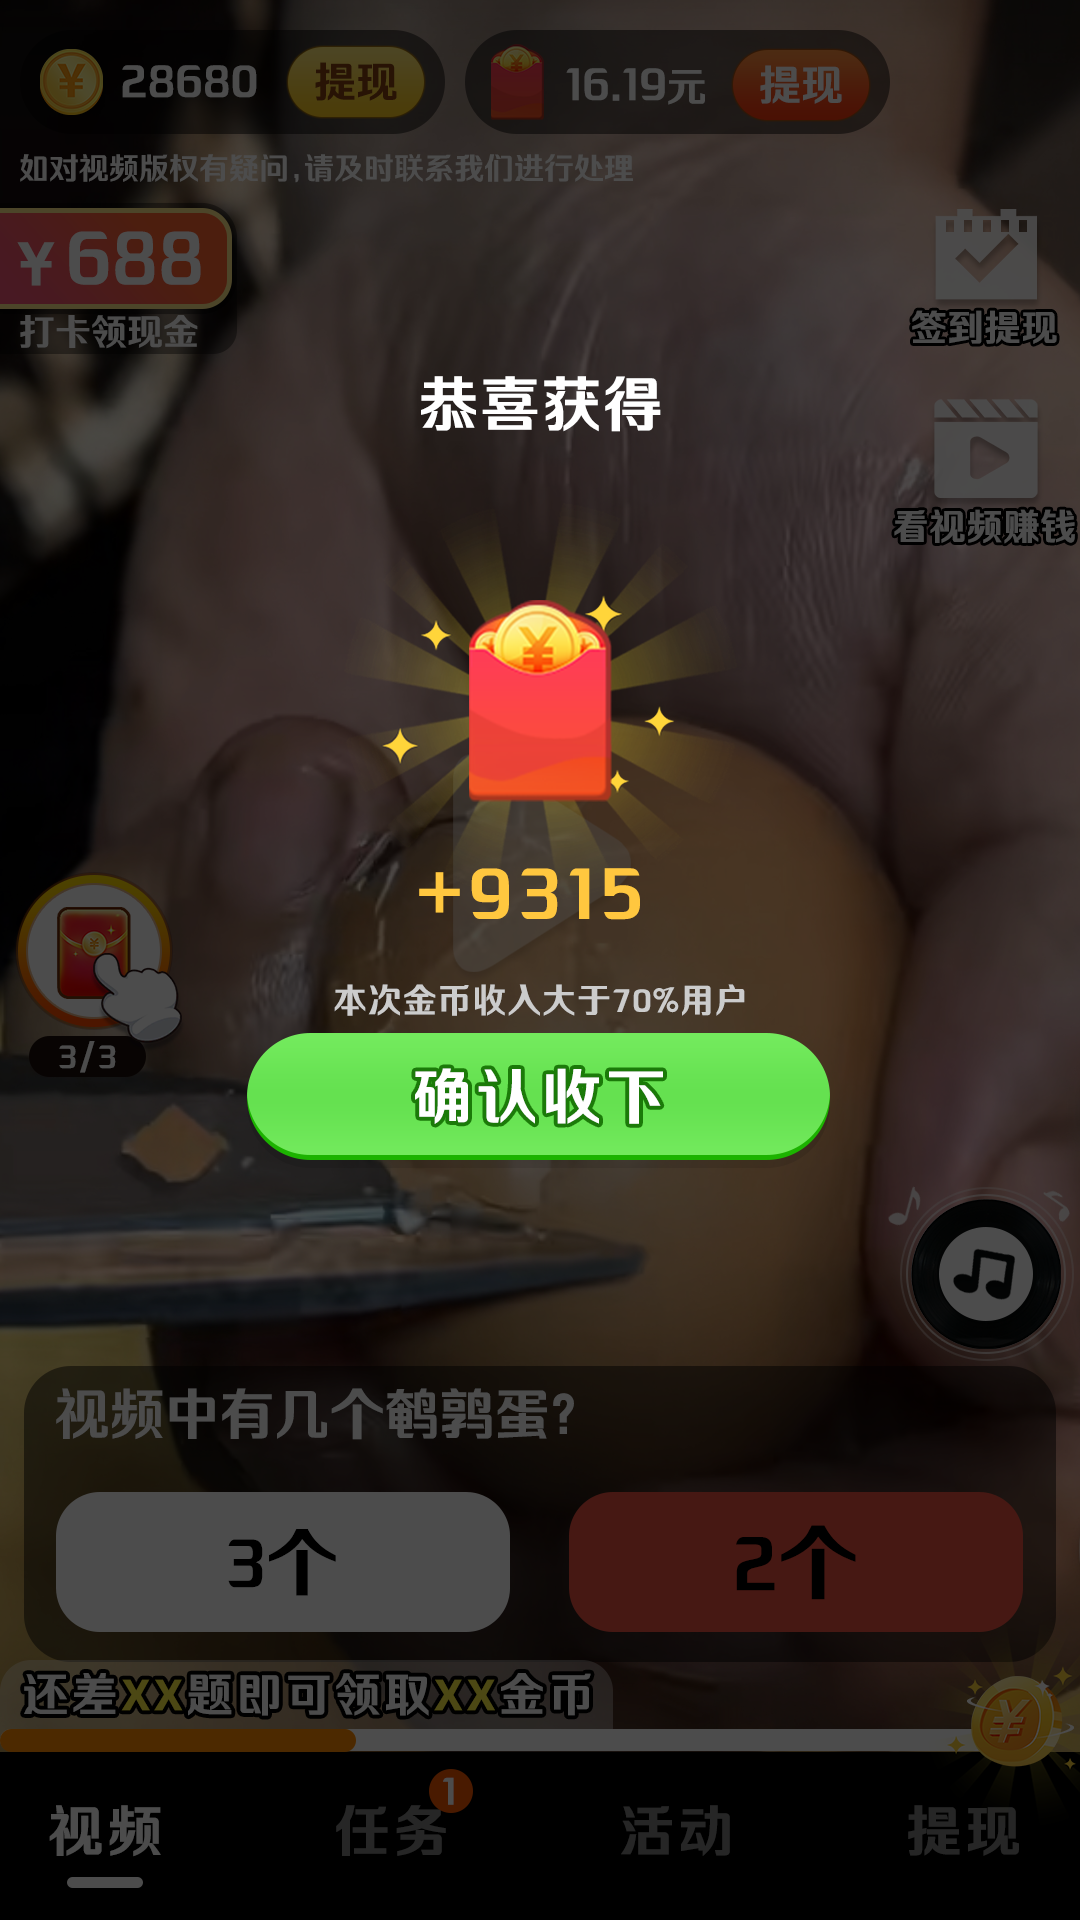 28680 提现 16.19元 提现
如对视频版权有疑问,请及时联系我们进行处理
¥688
打卡领现金
签到提现
恭喜获得
看视频赚钱
+9315
本次金币收入大于70%用户
3/3
确认收下
视频中有几个鹌鹑蛋?
3个 2个
还差XX题即可领取XX金币
1
视频 任务 活动 提现